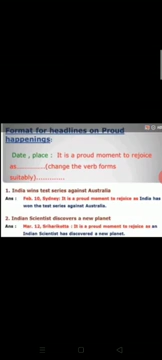 Format for headlines on Proud
happenings:
Date , place : It is a proud moment to rejoice
as............(change the verb forms
suitably)..............
1. India wins test series against Australia
Ans : Feb. 10, Sydney: It is a proud moment to rejoice as India has
won the test series against Australia.
2. Indian Scientist discovers a new planet
Ans : Mar. 12, Sriharikotta : It is a proud moment to rejoice as an
Indian Scientist has discovered a new planet.